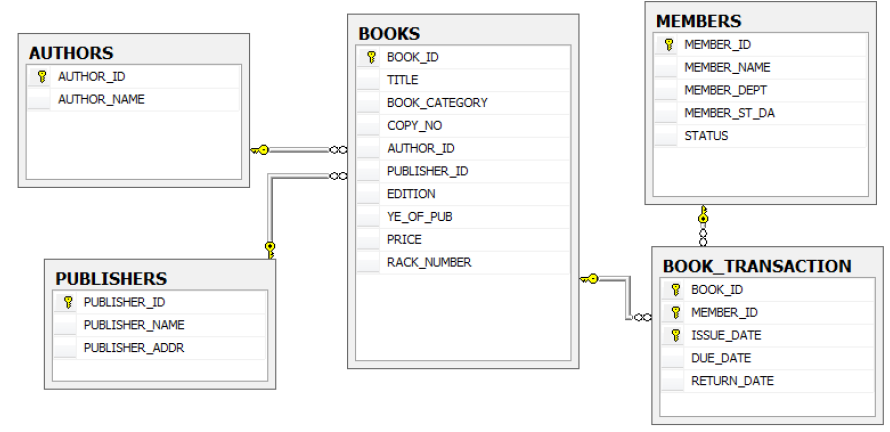 AUTHORS
AUTHOR_ID
AUTHOR_NAME
BOOKS
BOOK_ID
TITLE
BOOK_CATEGORY
COPY_NO
AUTHOR_ID
PUBLISHER_ID
EDITION
YE_OF_PUB
PRICE
RACK_NUMBER
MEMBERS
MEMBER_ID
MEMBER_NAME
MEMBER_DEPT
MEMBER_ST_DA
STATUS
PUBLISHERS
PUBLISHER_ID
PUBLISHER_NAME
PUBLISHER_ADDR
BOOK_TRANSACTION
BOOK_ID
MEMBER_ID
ISSUE_DATE
DUE_DATE
RETURN_DATE